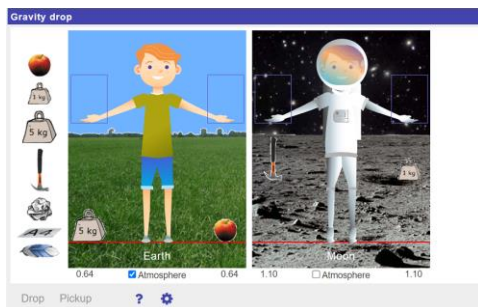 Gravity drop
1 kg
5 kg
A4
5 kg
1 kg
Earth
Moon
0.64
Atmosphere
0.64
1.10
Atmosphere
1.10
Drop
Pickup
?